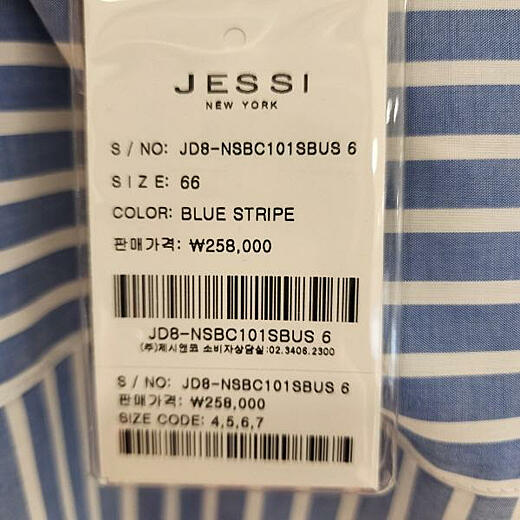 JESSI
NEW YORK
S / NO: JD8-NSBC101SBUS 6
SIZE: 66
COLOR: BLUE STRIPE
판매가격: ₩258,000
JD8-NSBC101SBUS 6
(주)제시앤코 소비자상담실:02.3406.2300
S / NO: JD8-NSBC101SBUS 6
판매가격: ₩258,000
SIZE CODE: 4,5,6,7